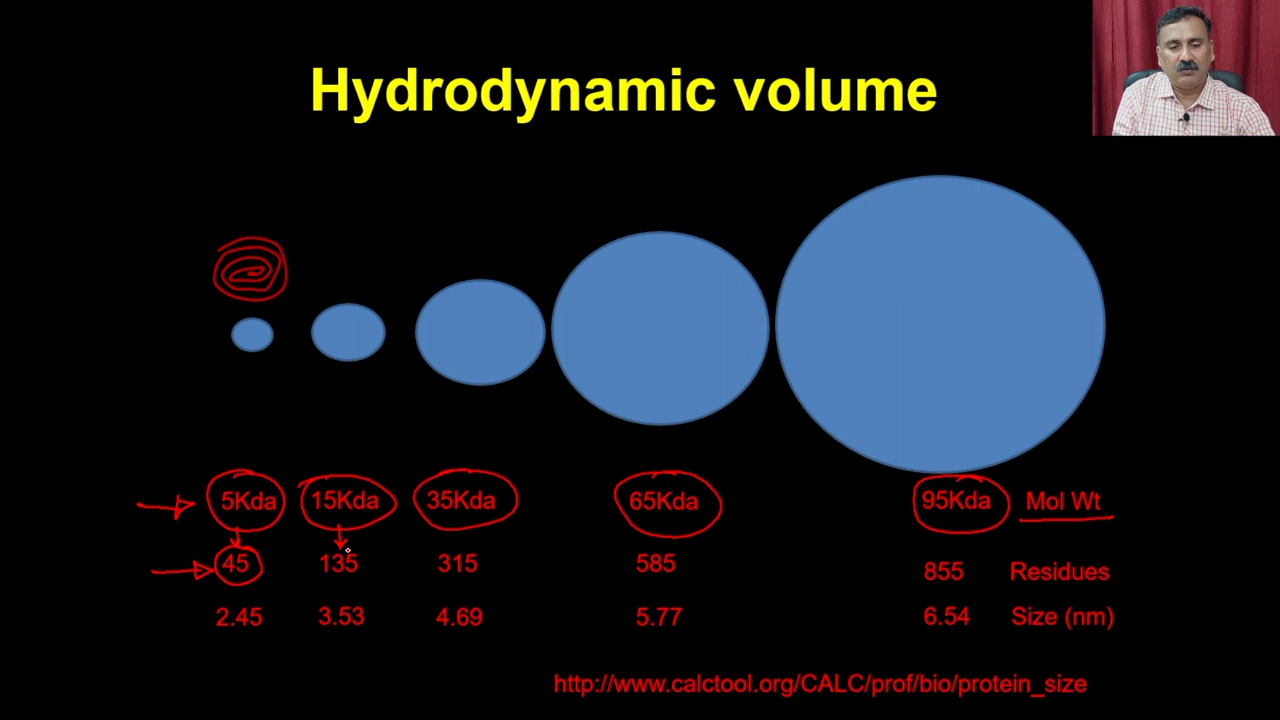 Hydrodynamic volume
5Kda 15Kda 35Kda 65Kda 95Kda Mol Wt
45 135 315 585 855 Residues
2.45 3.53 4.69 5.77 6.54 Size (nm)
http://www.calctool.org/CALC/prof/bio/protein_size